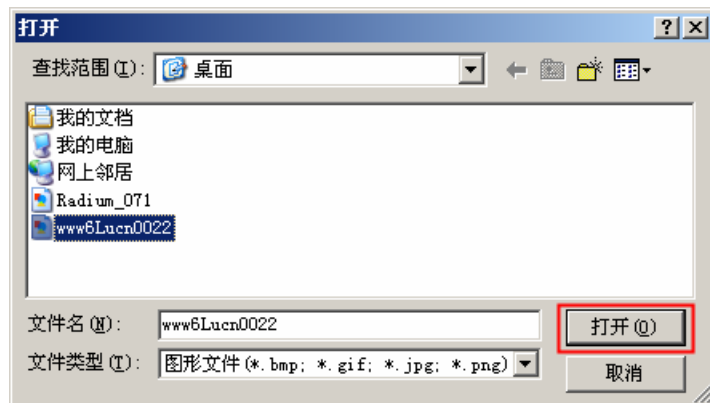 打开
查找范围(I): 桌面
我的文档
我的电脑
网上邻居
Radium_071
www6Lucn0022
文件名(N): www6Lucn0022 打开(O)
文件类型(T): 图形文件(*.bmp; *.gif; *.jpg; *.png) 取消